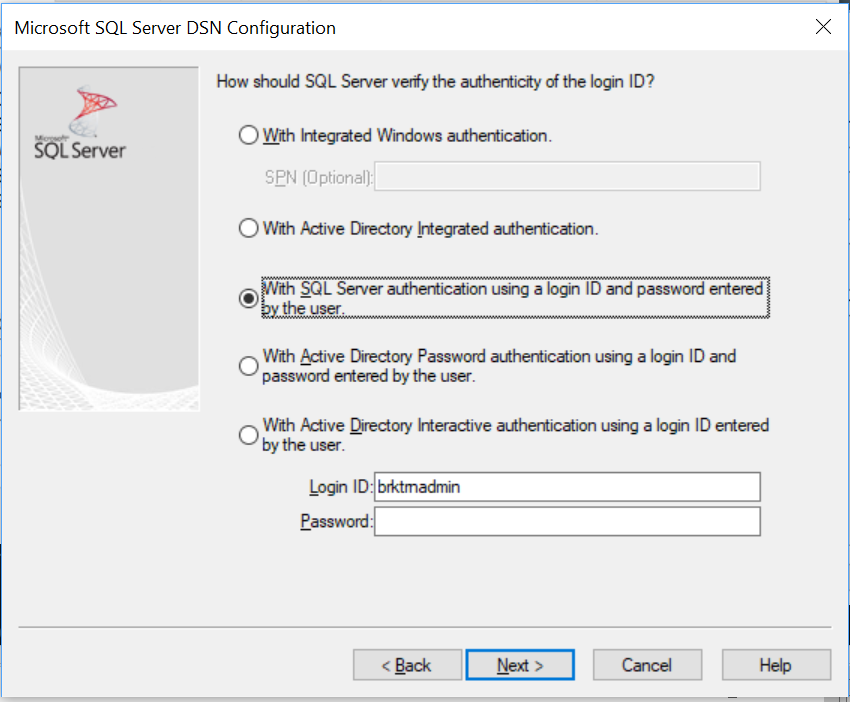 Microsoft SQL Server DSN Configuration
Microsoft
SQL Server
How should SQL Server verify the authenticity of the login ID?
With Integrated Windows authentication.
SPN (Optional):
With Active Directory Integrated authentication.
With SQL Server authentication using a login ID and password entered
by the user.
With Active Directory Password authentication using a login ID and
password entered by the user.
With Active Directory Interactive authentication using a login ID entered
by the user.
Login ID: brktrnadmin
Password:
< Back Next > Cancel Help